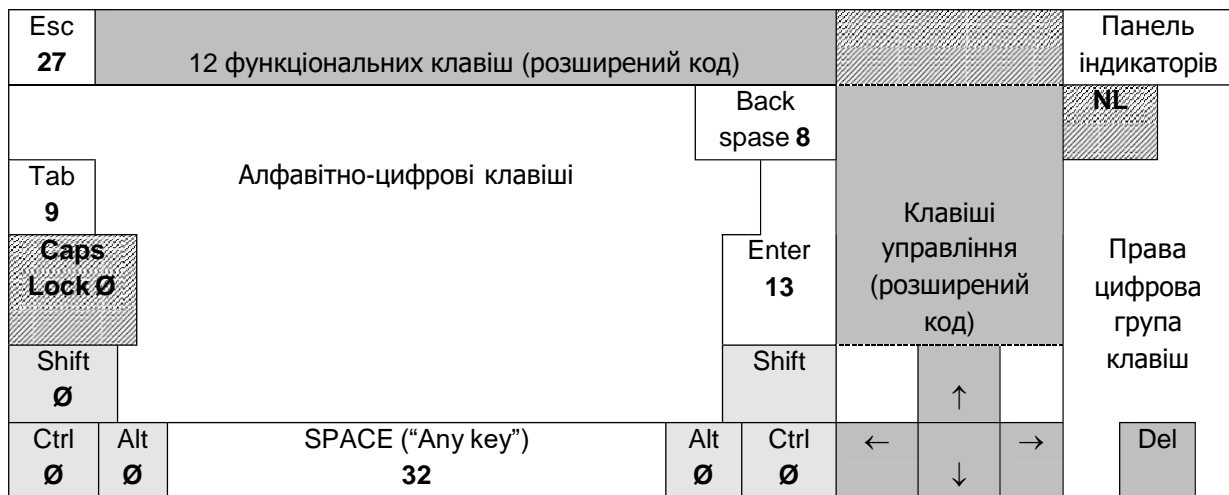 Esc
27
12 функціональних клавіш (розширений код)
Панель
індикаторів
Back
spase 8
NL
Tab
9
Алфавітно-цифрові клавіші
Caps
Lock Ø
Enter
13
Клавіші
управління
(розширений
код)
Права
цифрова
група
клавіш
Shift
Ø
Shift
↑
Ctrl
Ø
Alt
Ø
SPACE (“Any key”)
32
Alt
Ø
Ctrl
Ø
←
↓
→
Del